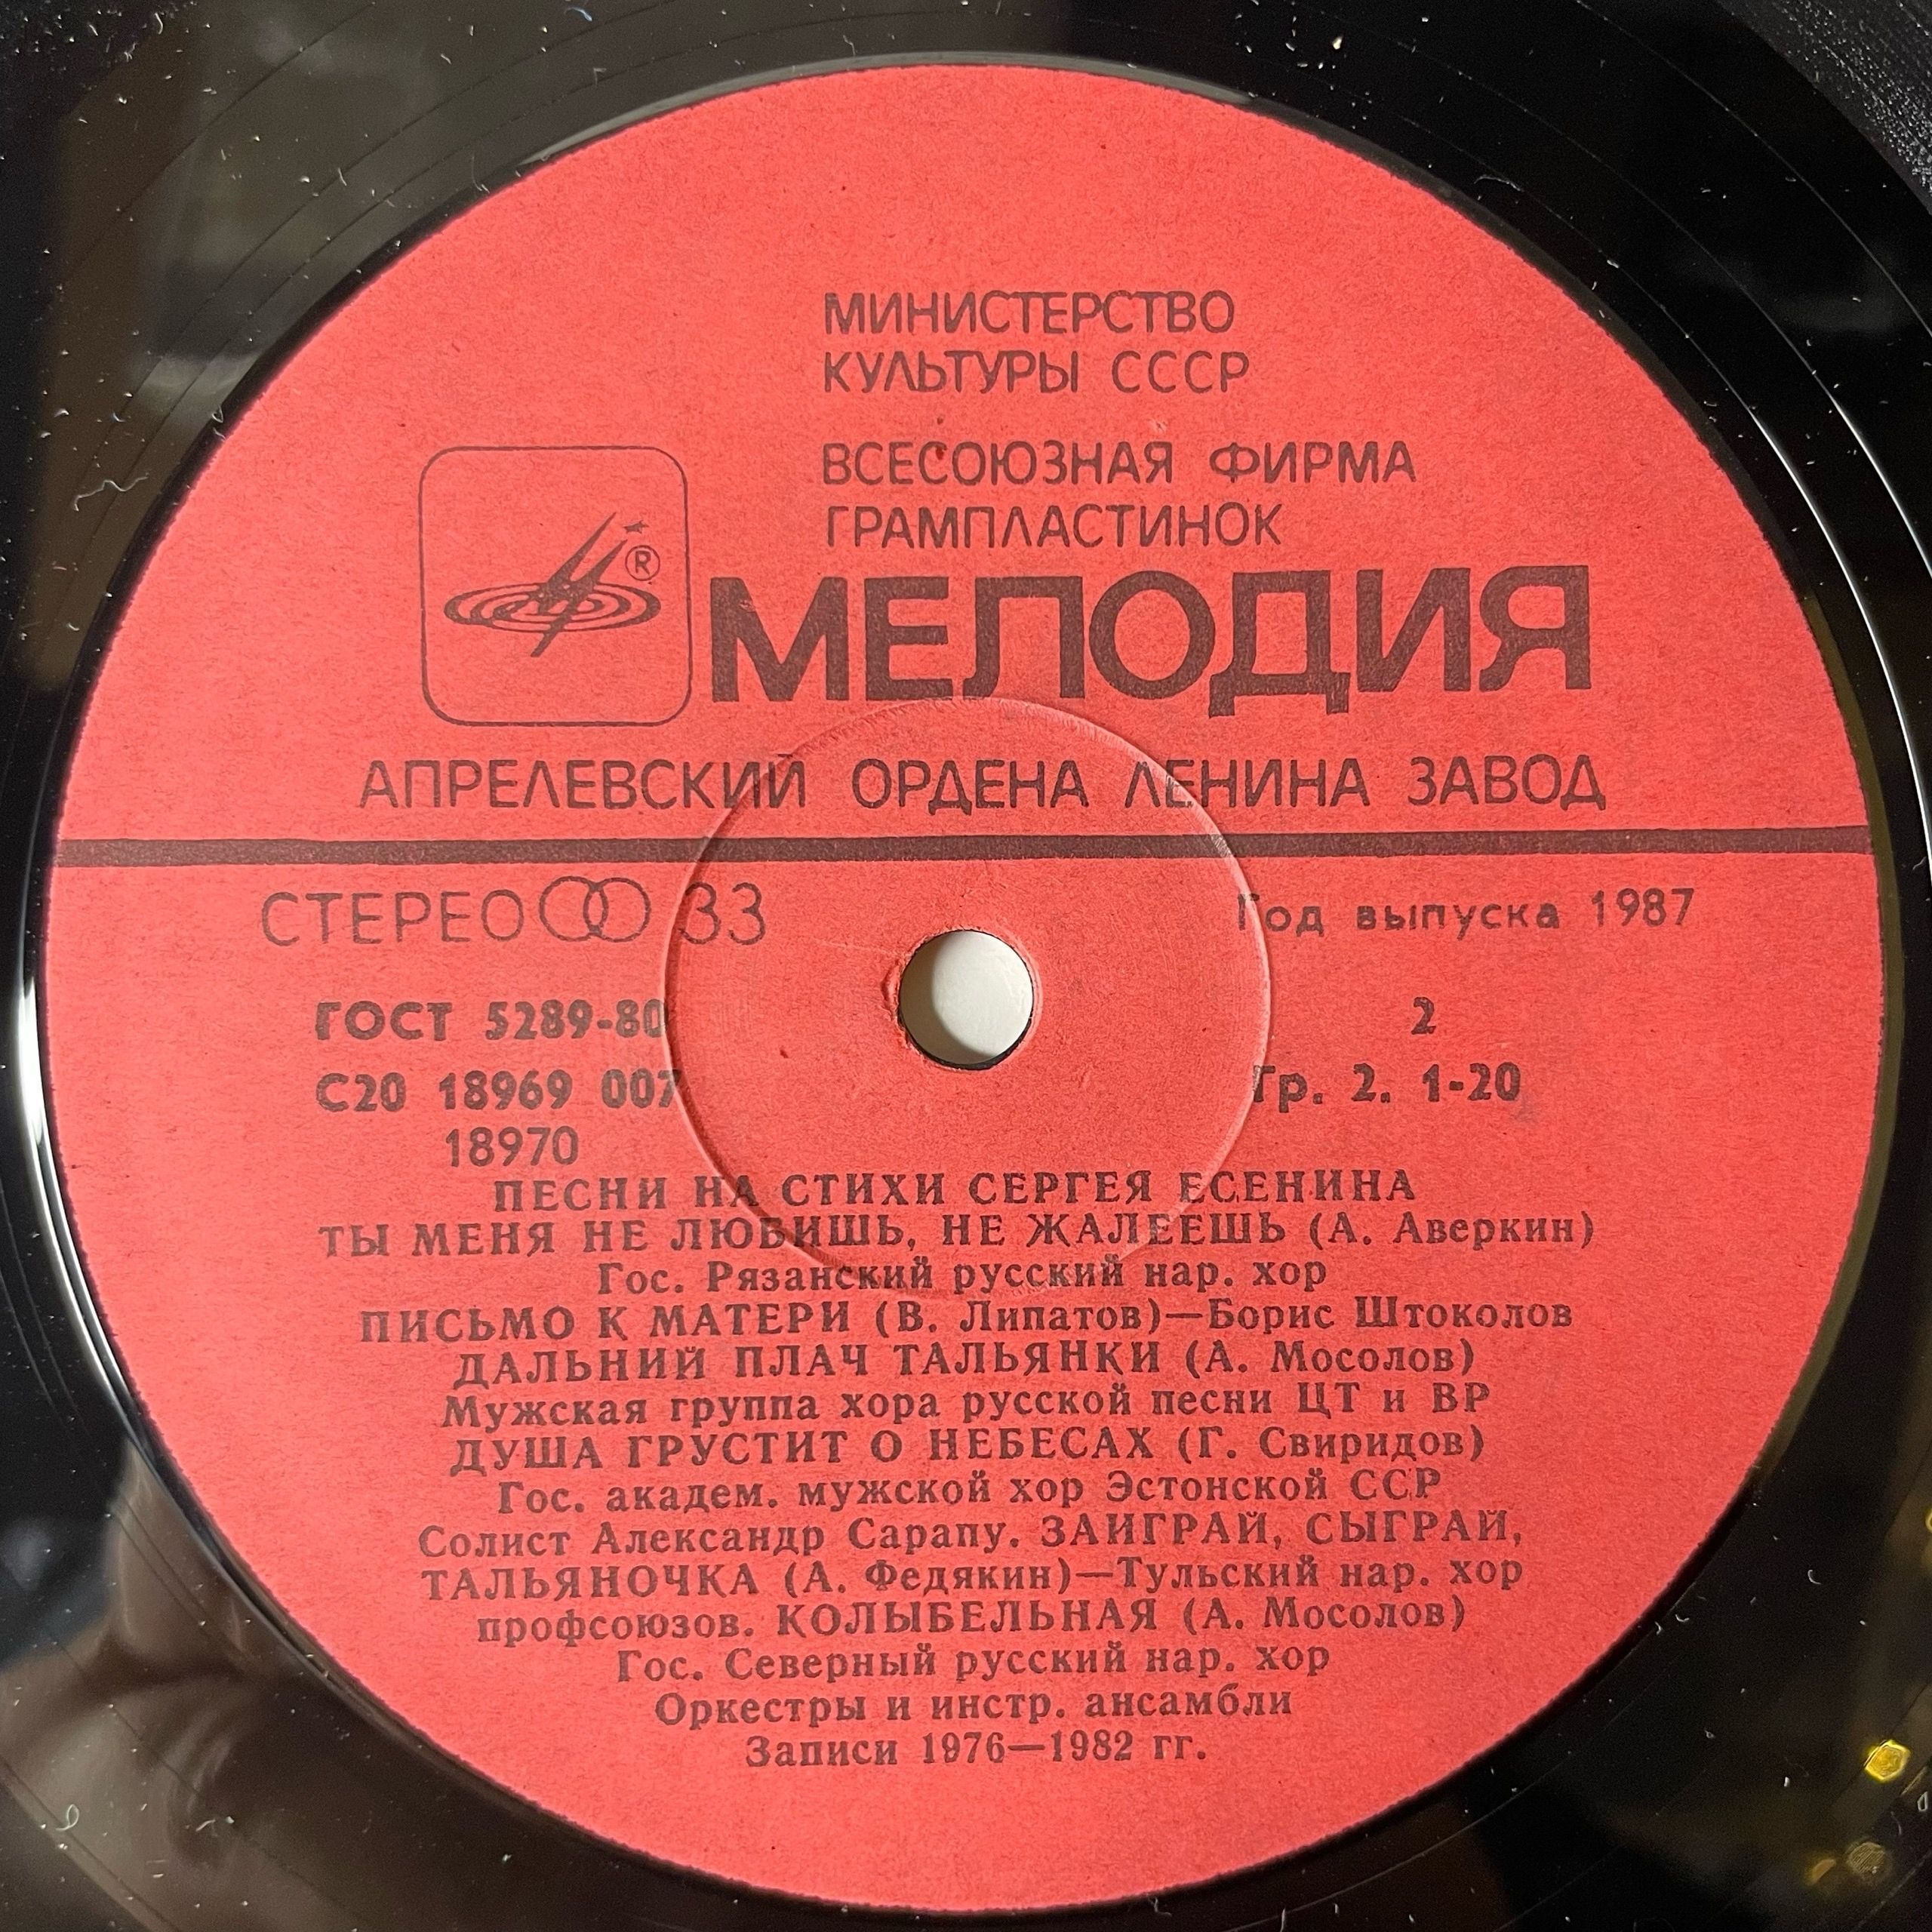 МИНИСТЕРСТВО
КУЛЬТУРЫ СССР
ВСЕСОЮЗНАЯ ФИРМА
ГРАМПЛАСТИНОК
®
МЕЛОДИЯ
АПРЕЛЕВСКИЙ ОРДЕНА ЛЕНИНА ЗАВОД
СТЕРЕО 33
Год выпуска 1987
ГОСТ 5289-80
2
С20 18969 007
Гр. 2. 1-20
18970
ПЕСНИ НА СТИХИ СЕРГЕЯ ЕСЕНИНА
ТЫ МЕНЯ НЕ ЛЮБИШЬ, НЕ ЖАЛЕЕШЬ (А. Аверкин)
Гос. Рязанский русский нар. хор
ПИСЬМО К МАТЕРИ (В. Липатов)—Борис Штоколов
ДАЛЬНИЙ ПЛАЧ ТАЛЬЯНКИ (А. Мосолов)
Мужская группа хора русской песни ЦТ и ВР
ДУША ГРУСТИТ О НЕБЕСАХ (Г. Свиридов)
Гос. академ. мужской хор Эстонской ССР
Солист Александр Сарапу. ЗАИГРАЙ, СЫГРАЙ,
ТАЛЬЯНОЧКА (А. Федякин)—Тульский нар. хор
профсоюзов. КОЛЫБЕЛЬНАЯ (А. Мосолов)
Гос. Северный русский нар. хор
Оркестры и инстр. ансамбли
Записи 1976—1982 гг.